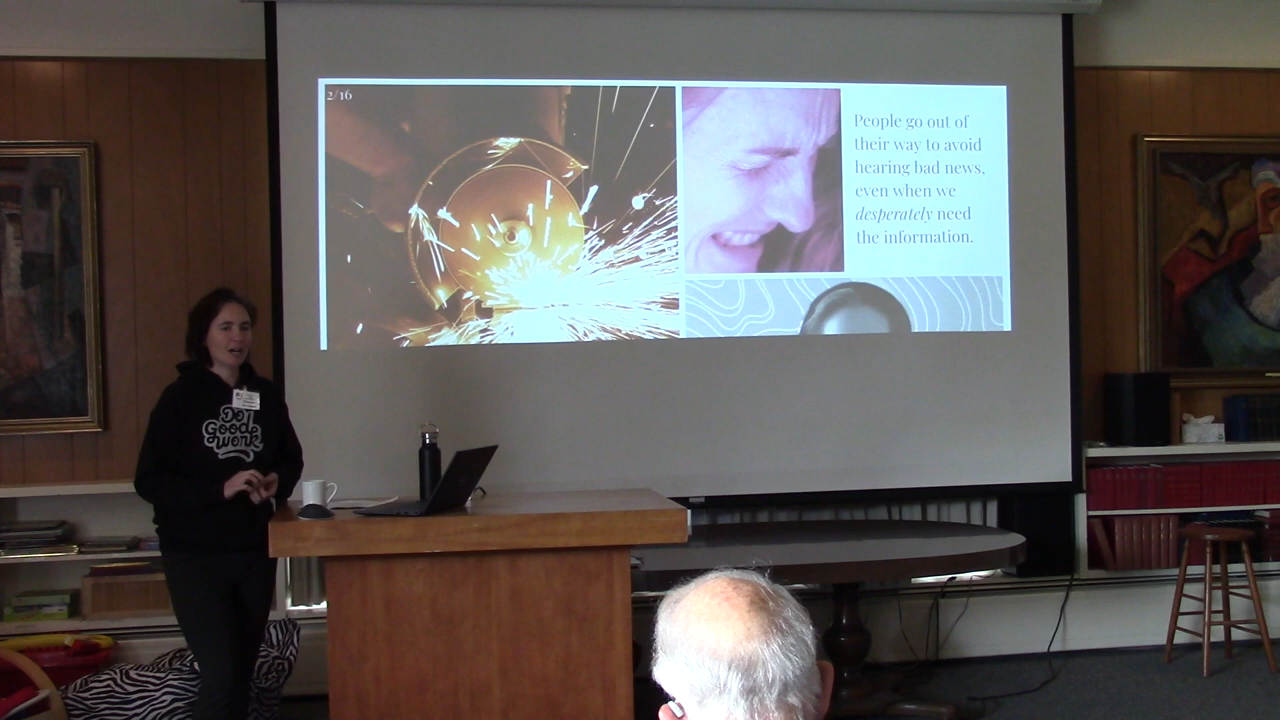 2/16
People go out of
their way to avoid
hearing bad news,
even when we
desperately need
the information.
Do
Good
Work